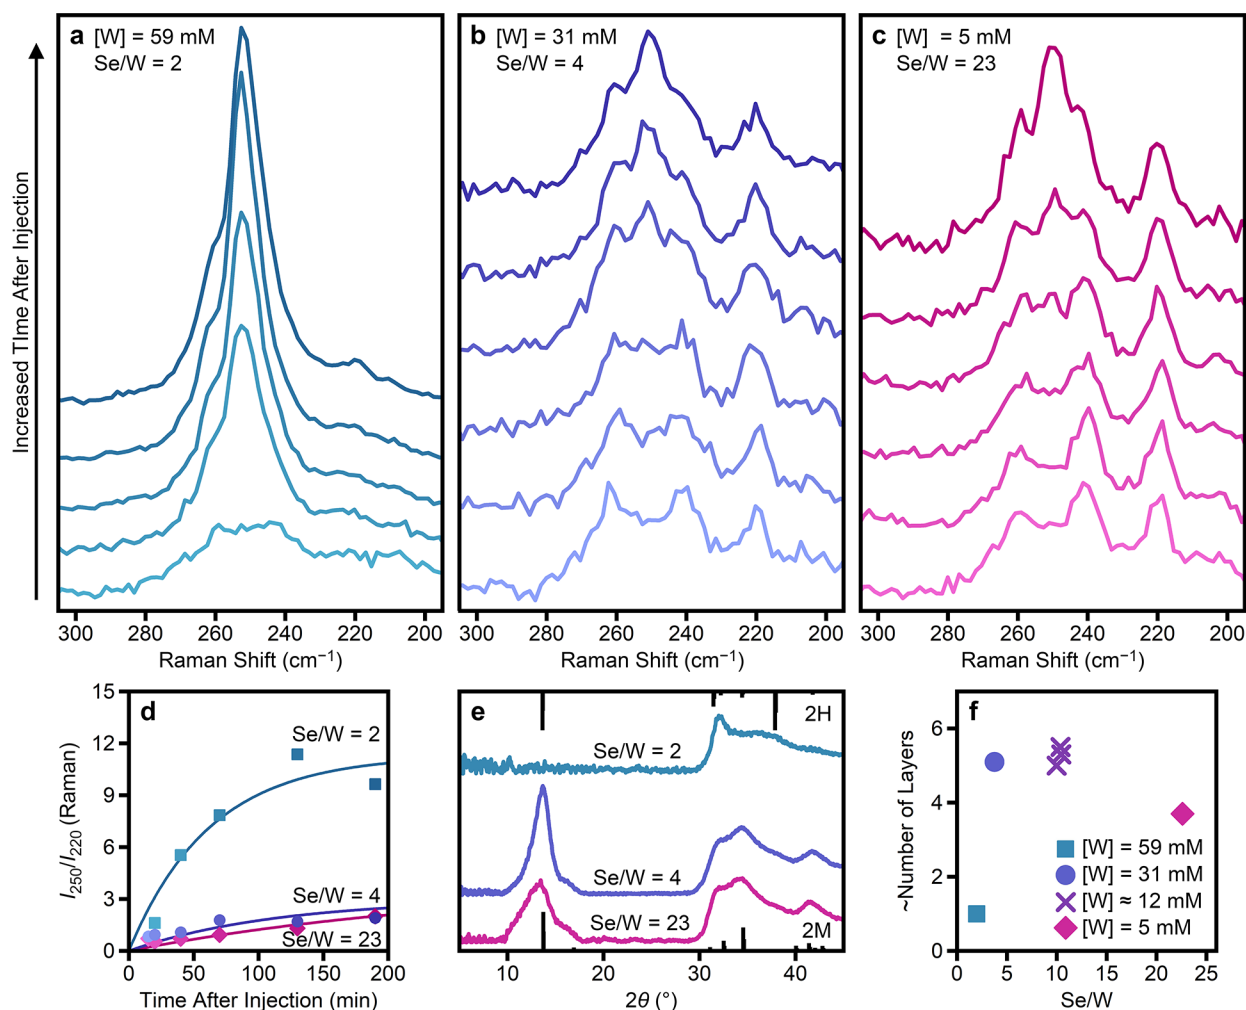 Increased TIme After Injection
a [W] = 59 mM
Se/W = 2
300 280 260 240 220 200
Raman Shift (cm⁻¹)
b [W] = 31 mM
Se/W = 4
300 280 260 240 220 200
Raman Shift (cm⁻¹)
c [W] = 5 mM
Se/W = 23
300 280 260 240 220 200
Raman Shift (cm⁻¹)
d
I250/I220 (Raman)
15
12
9
6
3
0
Se/W = 2
Se/W = 4
Se/W = 23
0 50 100 150 200
Time After Injection (min)
e
2H
Se/W = 2
Se/W = 4
Se/W = 23
2M
10 20 30 40
2θ (°)
f
~Number of Layers
6
4
2
0
[W] = 59 mM
[W] = 31 mM
[W] ≈ 12 mM
[W] = 5 mM
0 5 10 15 20 25
Se/W